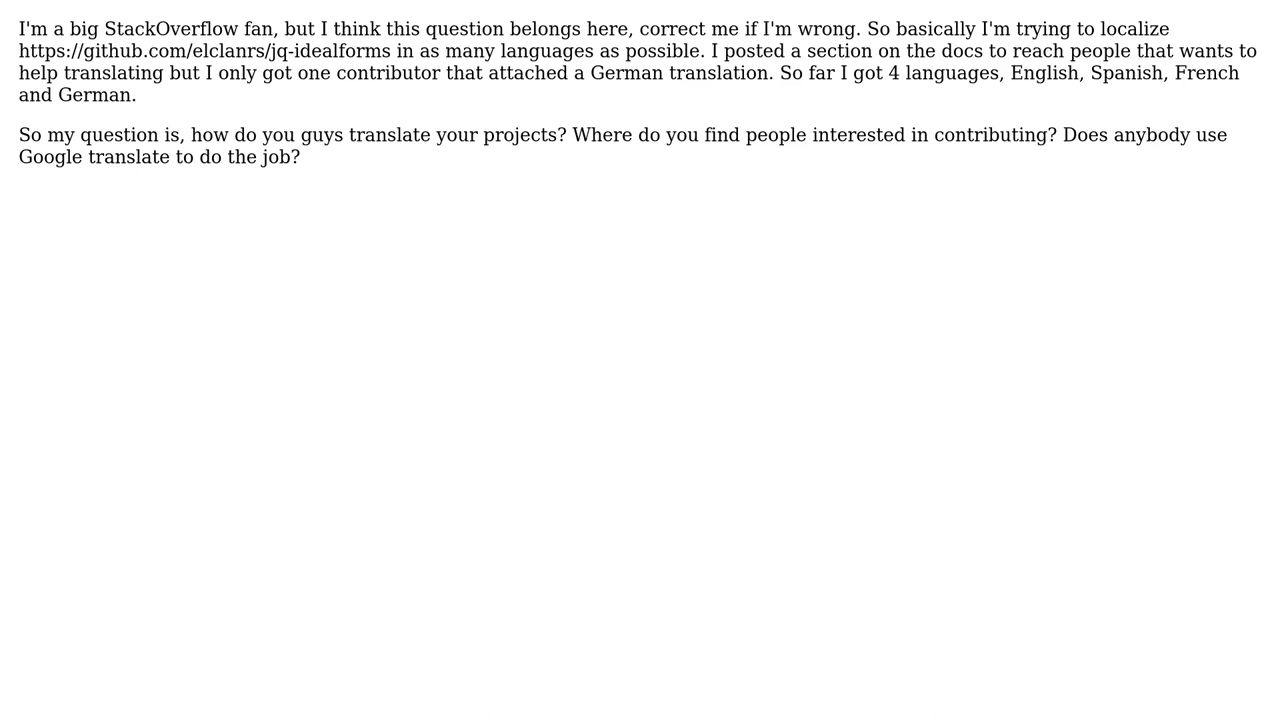 I'm a big StackOverflow fan, but I think this question belongs here, correct me if I'm wrong. So basically I'm trying to localize
https://github.com/elclanrs/jq-idealforms in as many languages as possible. I posted a section on the docs to reach people that wants to
help translating but I only got one contributor that attached a German translation. So far I got 4 languages, English, Spanish, French
and German.
So my question is, how do you guys translate your projects? Where do you find people interested in contributing? Does anybody use
Google translate to do the job?